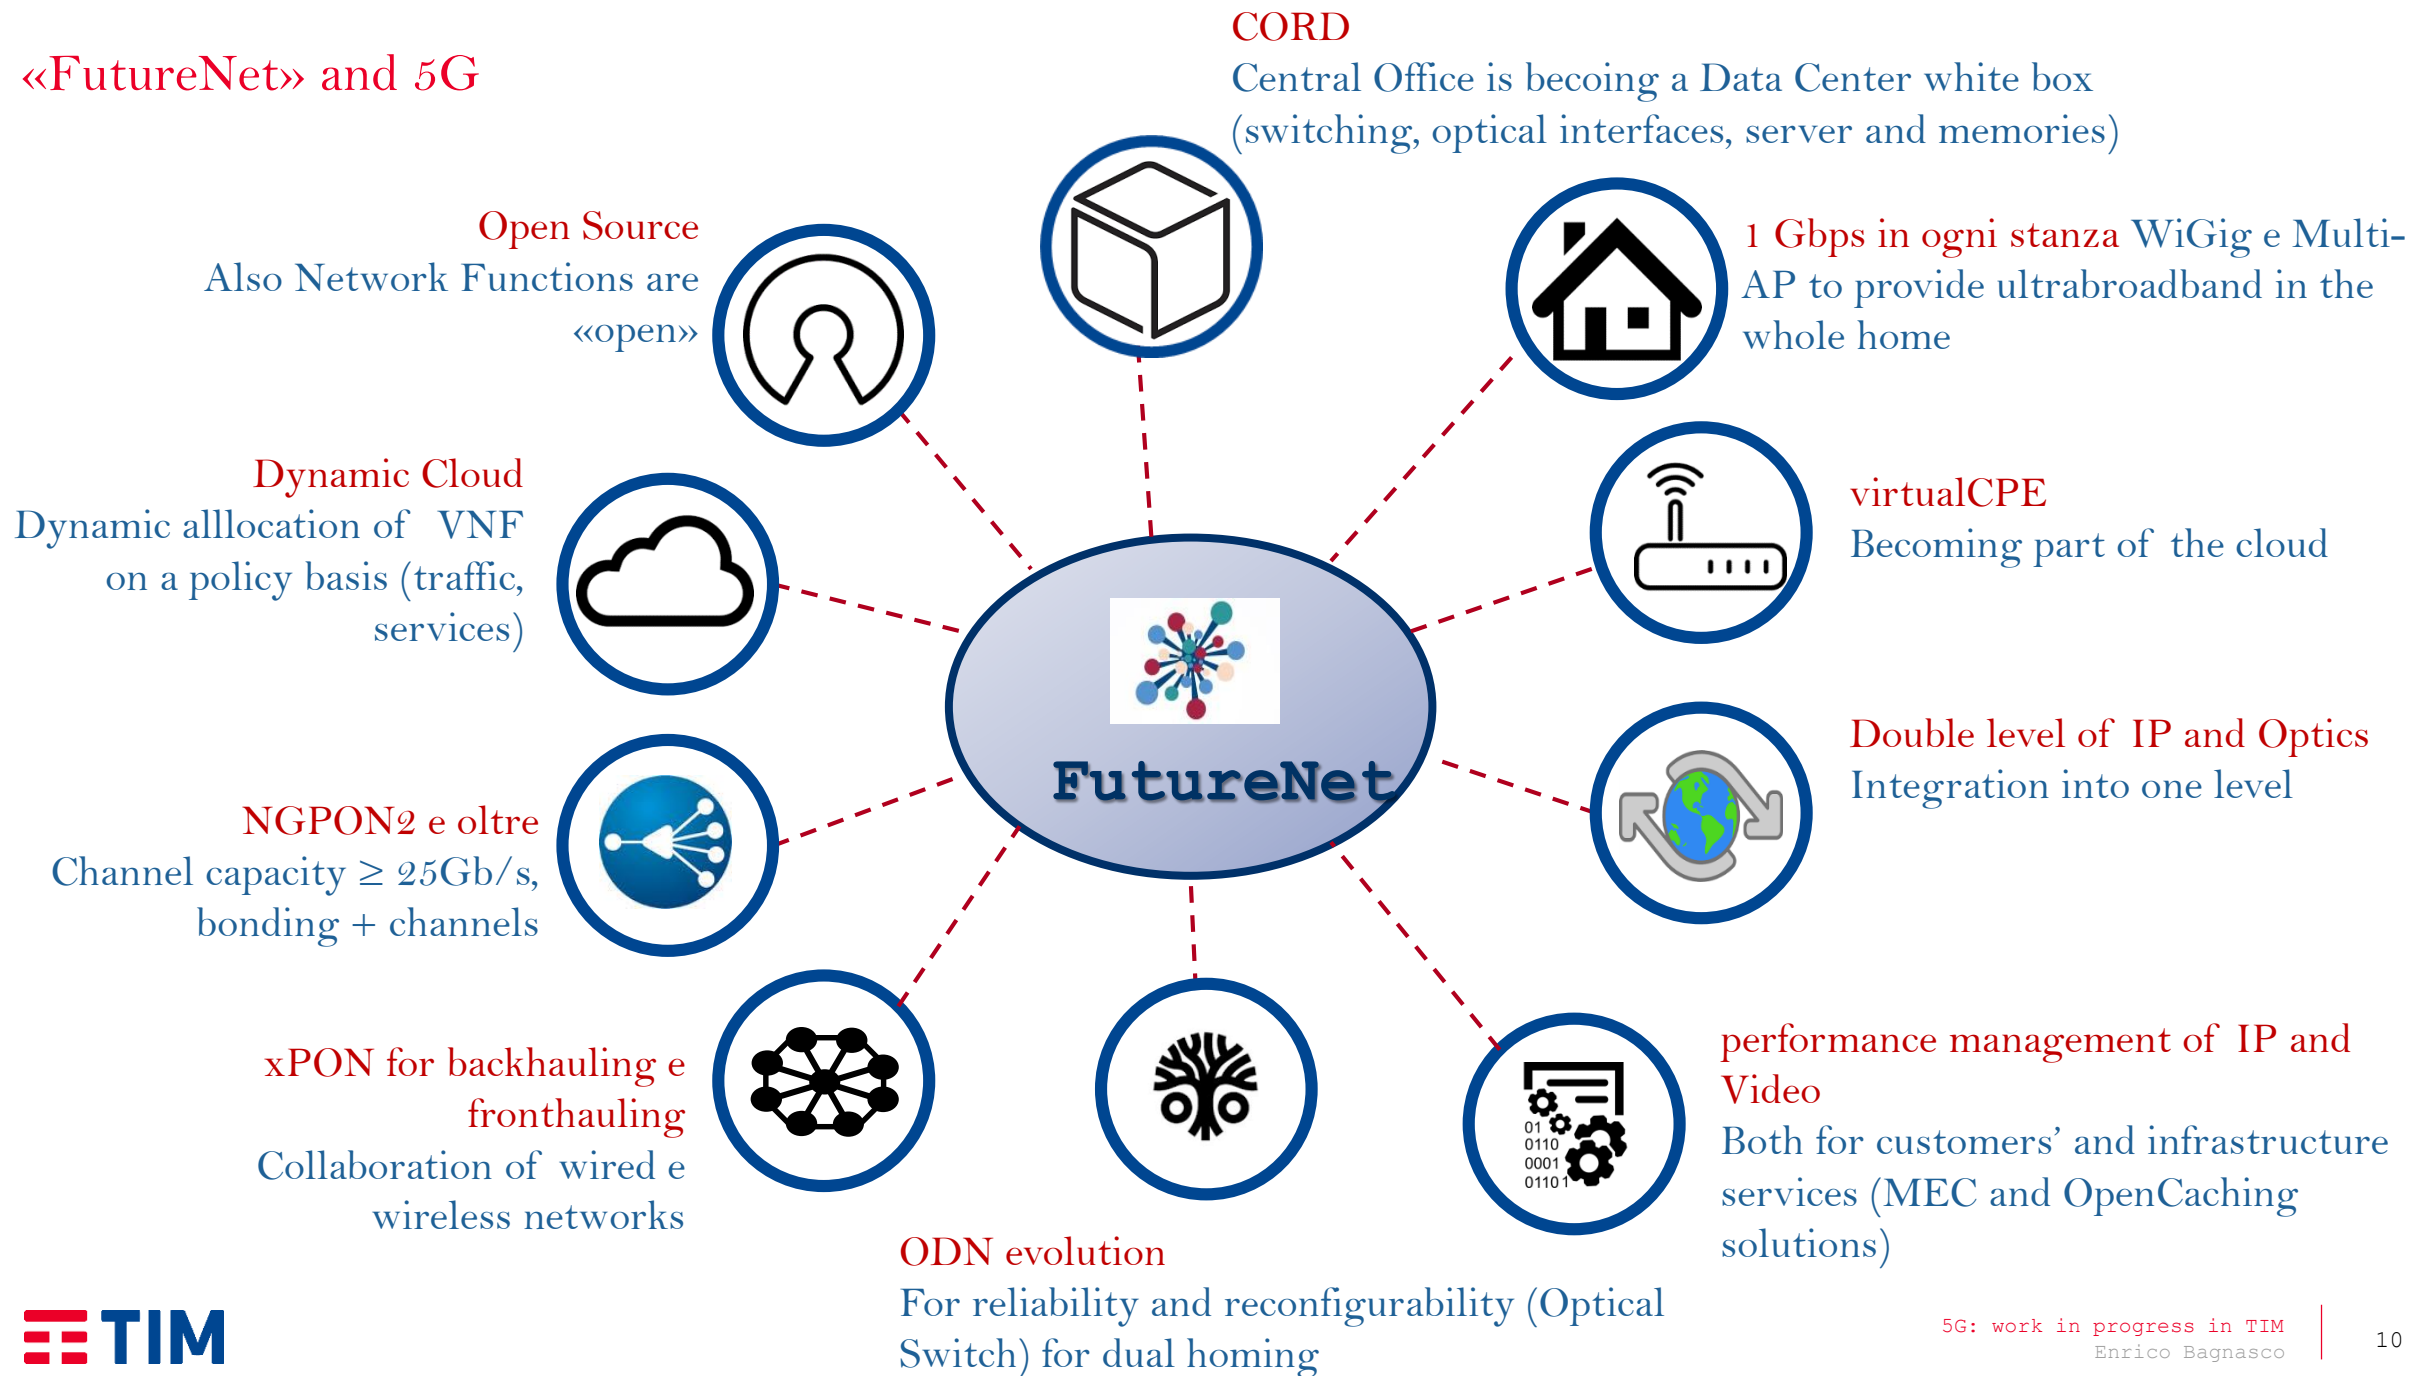 «FutureNet» and 5G
CORD
Central Office is becoing a Data Center white box
(switching, optical interfaces, server and memories)
Open Source
Also Network Functions are
«open»
1 Gbps in ogni stanza WiGig e Multi-
AP to provide ultrabroadband in the
whole home
Dynamic Cloud
Dynamic alllocation of VNF
on a policy basis (traffic,
services)
virtualCPE
Becoming part of the cloud
FutureNet
Double level of IP and Optics
Integration into one level
NGPON2 e oltre
Channel capacity ≥ 25Gb/s,
bonding + channels
xPON for backhauling e
fronthauling
Collaboration of wired e
wireless networks
ODN evolution
For reliability and reconfigurability (Optical
Switch) for dual homing
01
0110
0001
01101
performance management of IP and
Video
Both for customers’ and infrastructure
services (MEC and OpenCaching
solutions)
TIM
5G: work in progress in TIM
Enrico Bagnasco
10